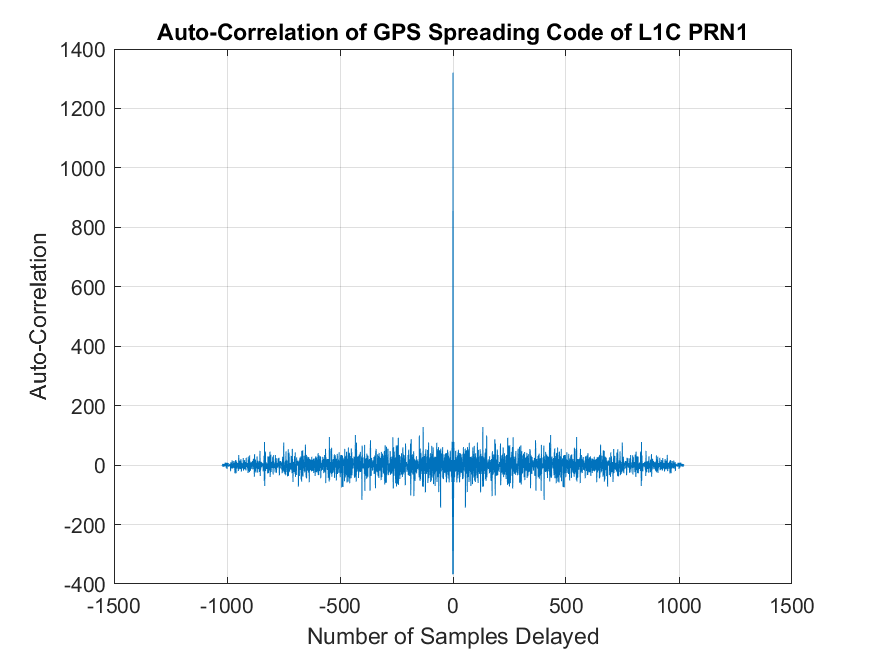 Auto-Correlation of GPS Spreading Code of L1C PRN1
1400
1200
1000
800
600
400
200
0
-200
-400
Auto-Correlation
-1500 -1000 -500 0 500 1000 1500
Number of Samples Delayed